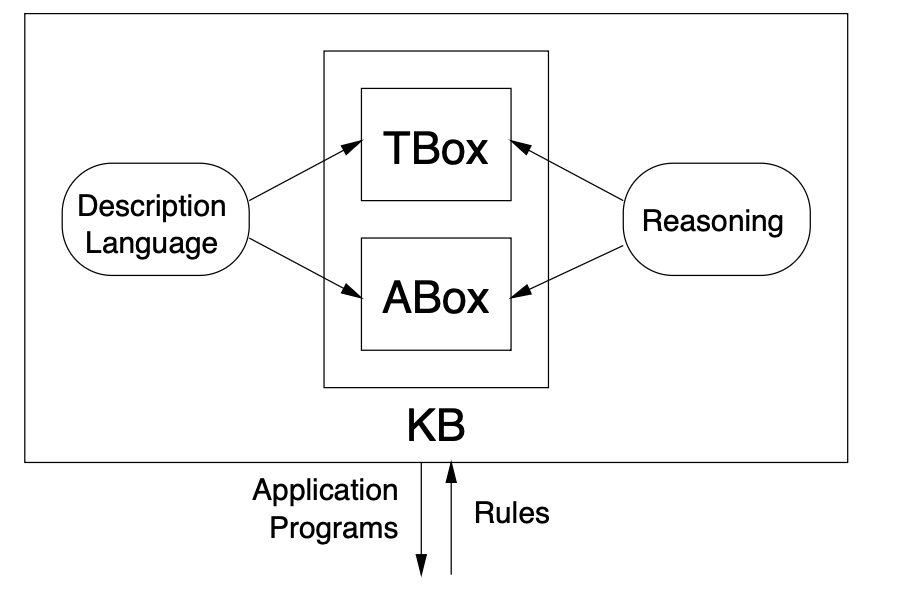 TBox
Description
Language
Reasoning
ABox
KB
Application
Programs
Rules